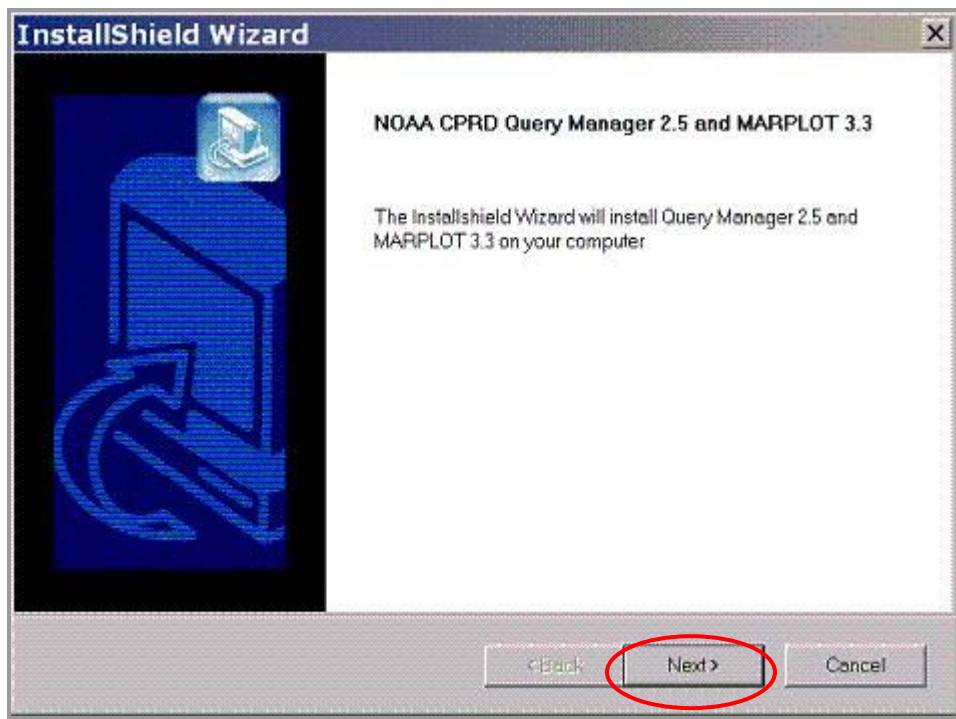 InstallShield Wizard
NOAA CPRD Query Manager 2.5 and MARPLOT 3.3
The Installshield Wizard will install Query Manager 2.5 and
MARPLOT 3.3 on your computer
< Back
Next >
Cancel